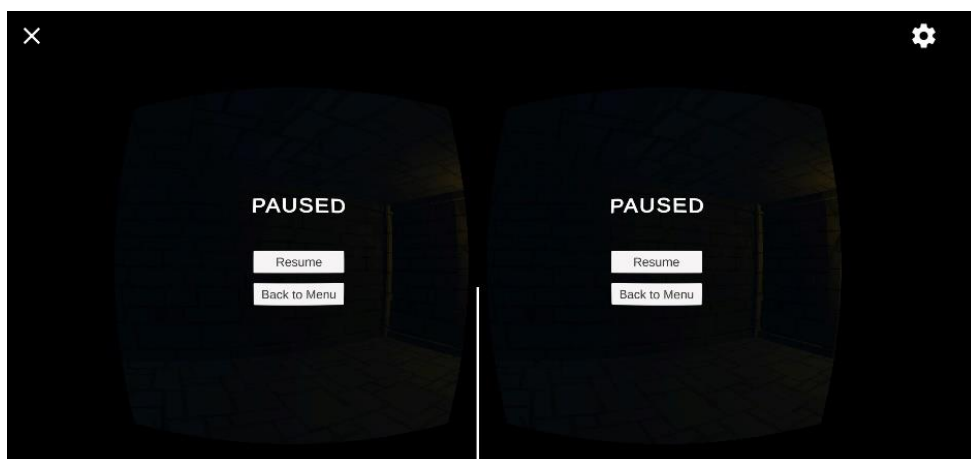 PAUSED
Resume
Back to Menu
PAUSED
Resume
Back to Menu